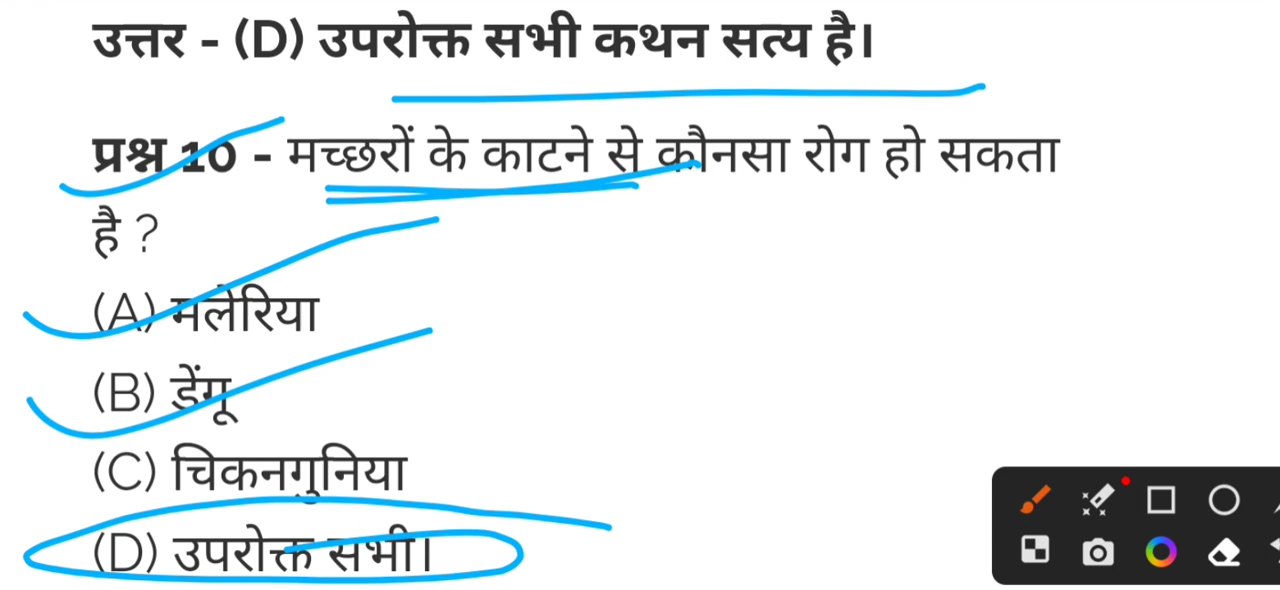 उत्तर - (D) उपरोक्त सभी कथन सत्य है।
प्रश्न 10 - मच्छरों के काटने से कौनसा रोग हो सकता
है ?
(A) मलेरिया
(B) डेंगू
(C) चिकनगुनिया
(D) उपरोक्त सभी।